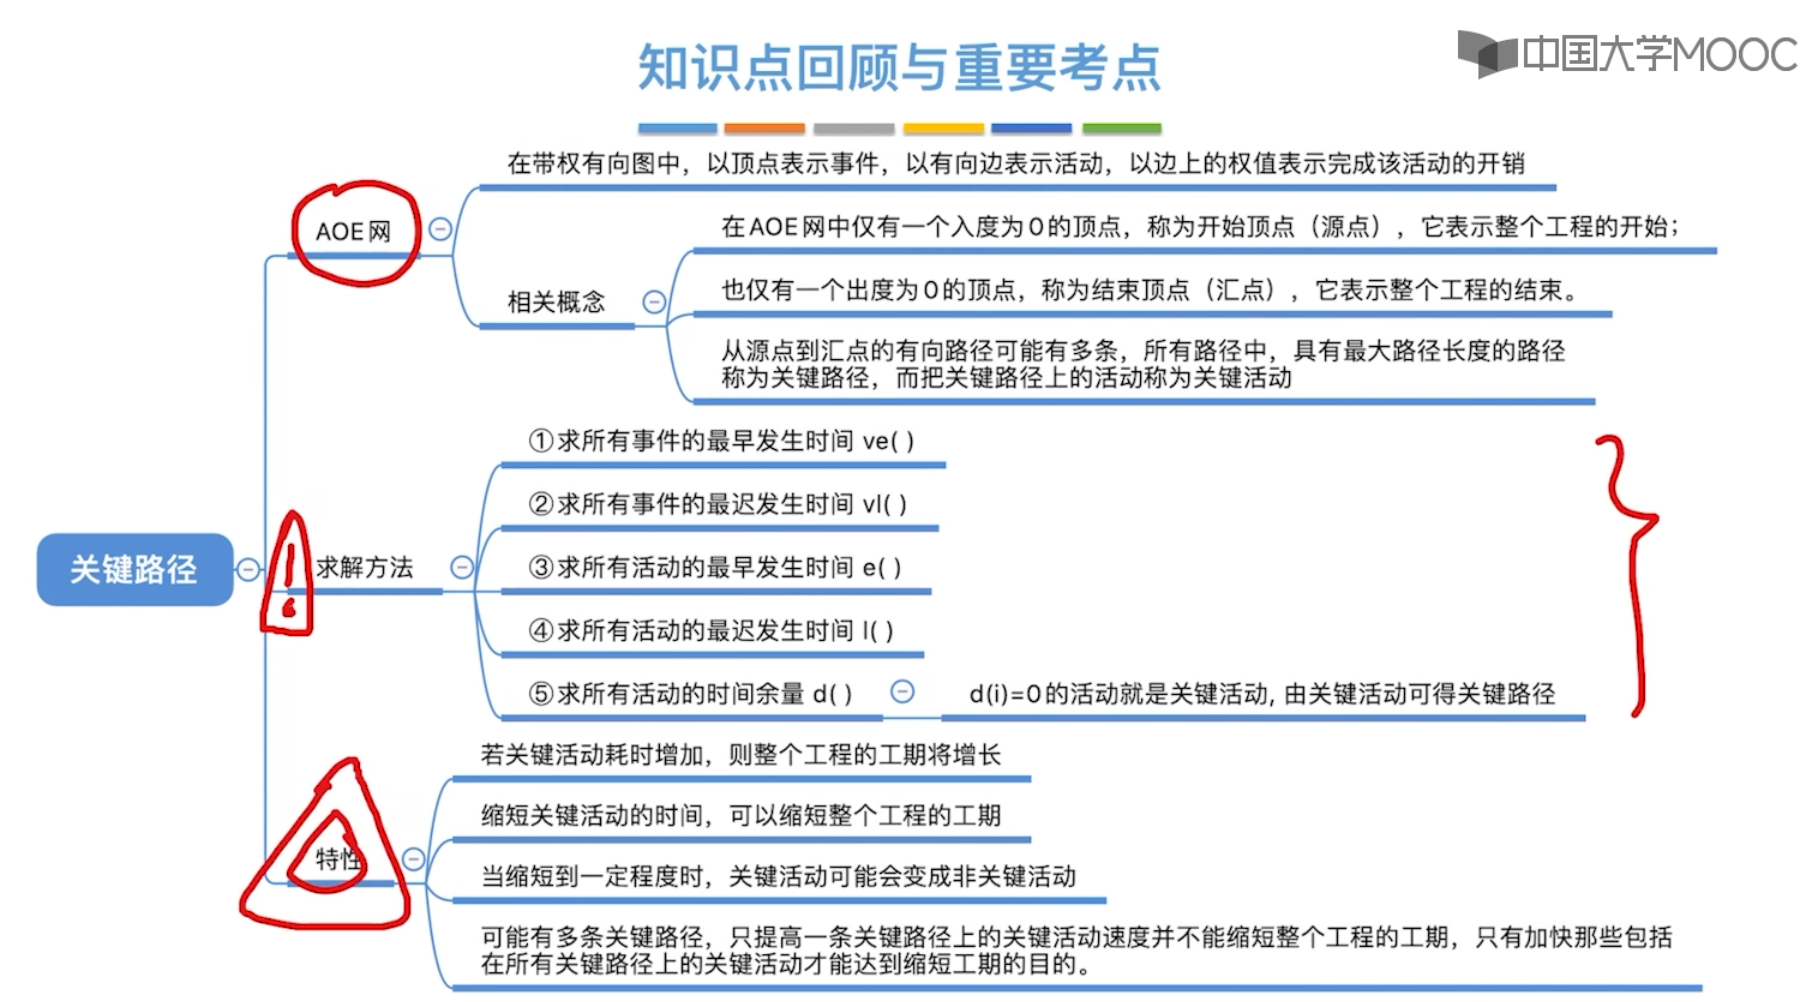 知识点回顾与重要考点
中国大学MOOC
在带权有向图中，以顶点表示事件，以有向边表示活动，以边上的权值表示完成该活动的开销
AOE网
在AOE网中仅有一个入度为0的顶点，称为开始顶点（源点），它表示整个工程的开始；
相关概念
也仅有一个出度为0的顶点，称为结束顶点（汇点），它表示整个工程的结束。
从源点到汇点的有向路径可能有多条，所有路径中，具有最大路径长度的路径
称为关键路径，而把关键路径上的活动称为关键活动
关键路径
求解方法
①求所有事件的最早发生时间 ve( )
②求所有事件的最迟发生时间 vl( )
③求所有活动的最早发生时间 e( )
④求所有活动的最迟发生时间 l( )
⑤求所有活动的时间余量 d( )
d(i)=0的活动就是关键活动, 由关键活动可得关键路径
特性
若关键活动耗时增加，则整个工程的工期将增长
缩短关键活动的时间，可以缩短整个工程的工期
当缩短到一定程度时，关键活动可能会变成非关键活动
可能有多条关键路径，只提高一条关键路径上的关键活动速度并不能缩短整个工程的工期，只有加快那些包括
在所有关键路径上的关键活动才能达到缩短工期的目的。